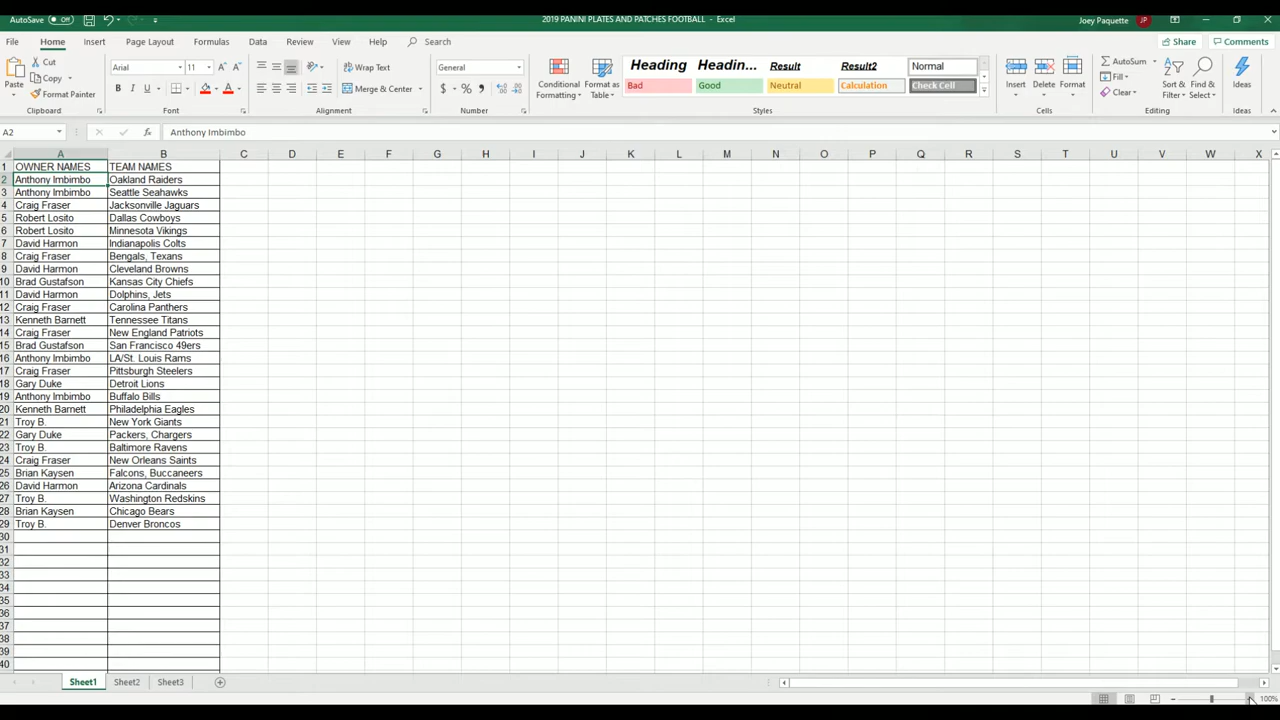 AutoSave Off 2019 PANINI PLATES AND PATCHES FOOTBALL - Excel Joey Paquette JP
File Home Insert Page Layout Formulas Data Review View Help Search Share Comments
Cut Arial 11 Wrap Text General Heading Headin... Result Result2 Normal AutoSum
Copy Fill
Paste Format Painter B I U Merge & Center $ % Conditional Formatting Format as Table Bad Good Neutral Calculation Check Cell Insert Delete Format Clear Sort & Filter Find & Select Ideas
Clipboard Font Alignment Number Styles Cells Editing Ideas
A2 fx Anthony Imbimbo
A B C D E F G H I J K L M N O P Q R S T U V W X
1 OWNER NAMES TEAM NAMES
2 Anthony Imbimbo Oakland Raiders
3 Anthony Imbimbo Seattle Seahawks
4 Craig Fraser Jacksonville Jaguars
5 Robert Losito Dallas Cowboys
6 Robert Losito Minnesota Vikings
7 David Harmon Indianapolis Colts
8 Craig Fraser Bengals, Texans
9 David Harmon Cleveland Browns
10 Brad Gustafson Kansas City Chiefs
11 David Harmon Dolphins, Jets
12 Craig Fraser Carolina Panthers
13 Kenneth Barnett Tennessee Titans
14 Craig Fraser New England Patriots
15 Brad Gustafson San Francisco 49ers
16 Anthony Imbimbo LA/St. Louis Rams
17 Craig Fraser Pittsburgh Steelers
18 Gary Duke Detroit Lions
19 Anthony Imbimbo Buffalo Bills
20 Kenneth Barnett Philadelphia Eagles
21 Troy B. New York Giants
22 Gary Duke Packers, Chargers
23 Troy B. Baltimore Ravens
24 Craig Fraser New Orleans Saints
25 Brian Kaysen Falcons, Buccaneers
26 David Harmon Arizona Cardinals
27 Troy B. Washington Redskins
28 Brian Kaysen Chicago Bears
29 Troy B. Denver Broncos
30
31
32
33
34
35
36
37
38
39
40
Sheet1 Sheet2 Sheet3
100%